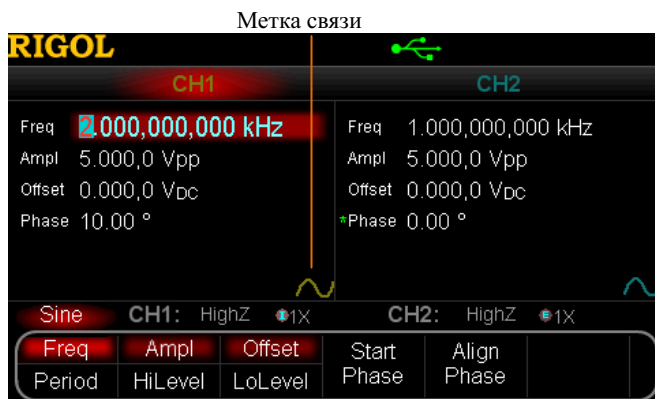 Метка связи
RIGOL
CH1 CH2
Freq 2.000,000,000 kHz Freq 1.000,000,000 kHz
Ampl 5.000,0 Vpp Ampl 5.000,0 Vpp
Offset 0.000,0 VDC Offset 0.000,0 VDC
Phase 10.00 ° *Phase 0.00 °
Sine CH1: HighZ I 1X CH2: HighZ E 1X
Freq Ampl Offset Start Phase Align Phase
Period HiLevel LoLevel